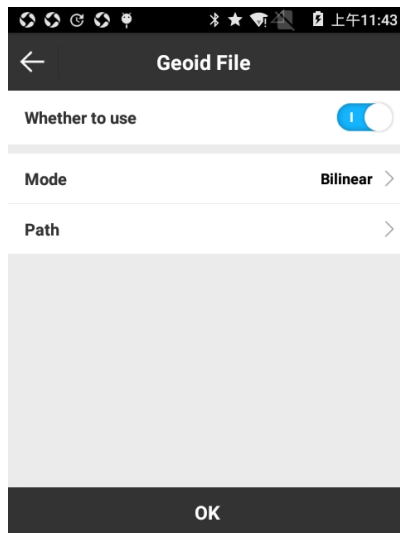 上午11:43
Geoid File
Whether to use
Mode Bilinear
Path
OK